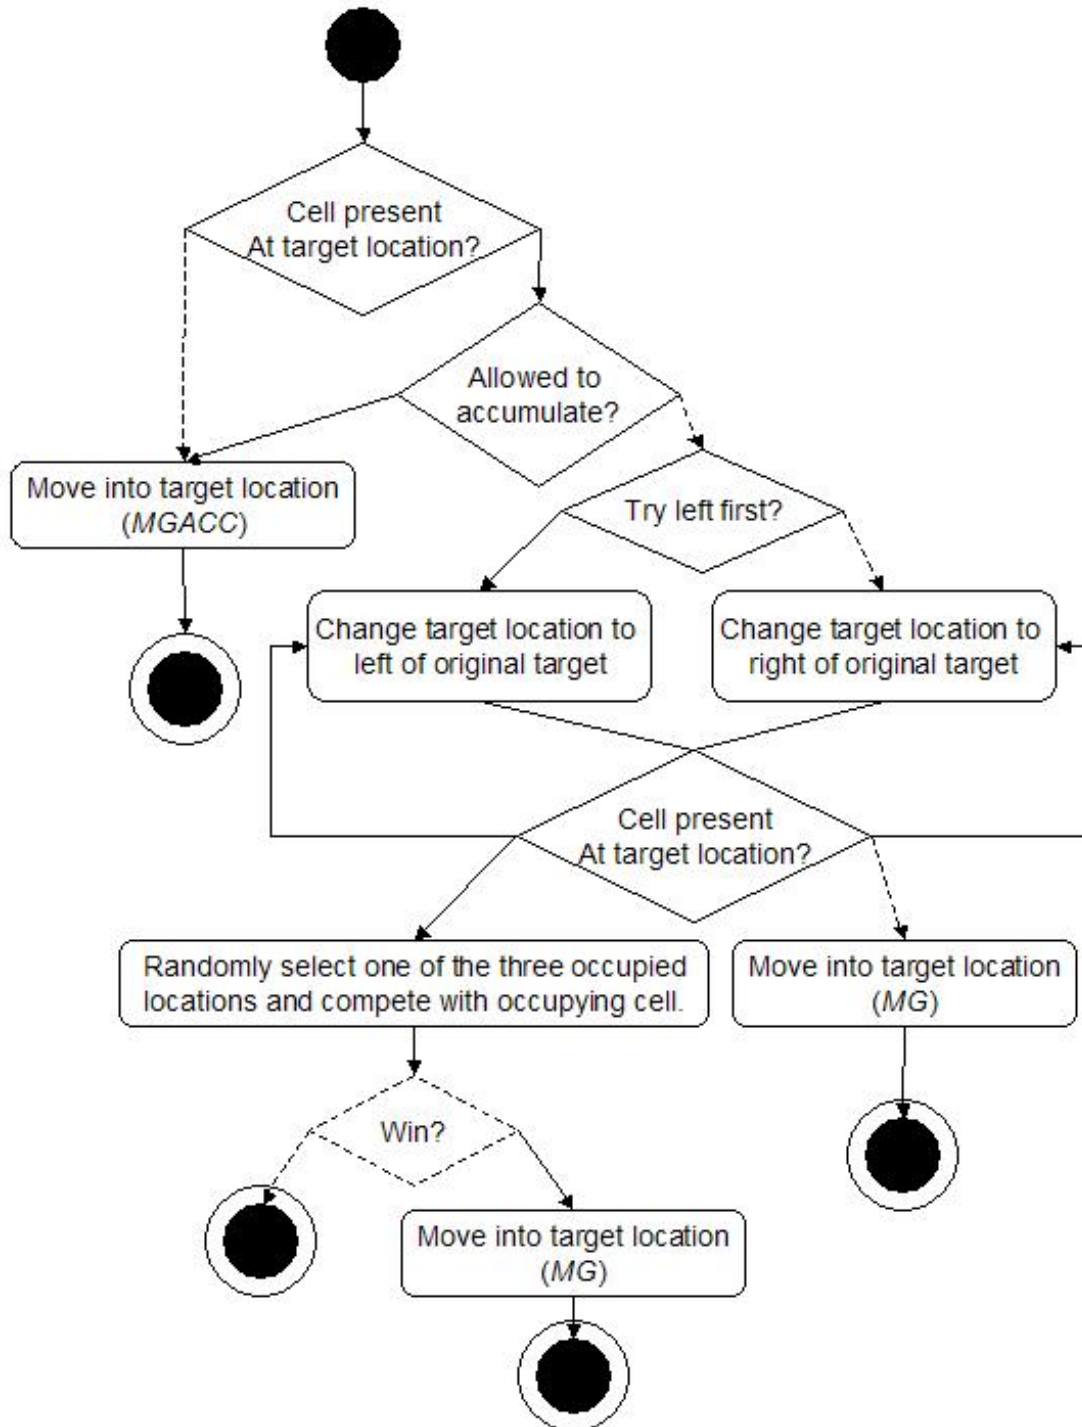 Cell present
At target location?
Allowed to
accumulate?
Move into target location
(MGACC)
Try left first?
Change target location to
left of original target
Change target location to
right of original target
Cell present
At target location?
Randomly select one of the three occupied
locations and compete with occupying cell.
Move into target location
(MG)
Win?
Move into target location
(MG)